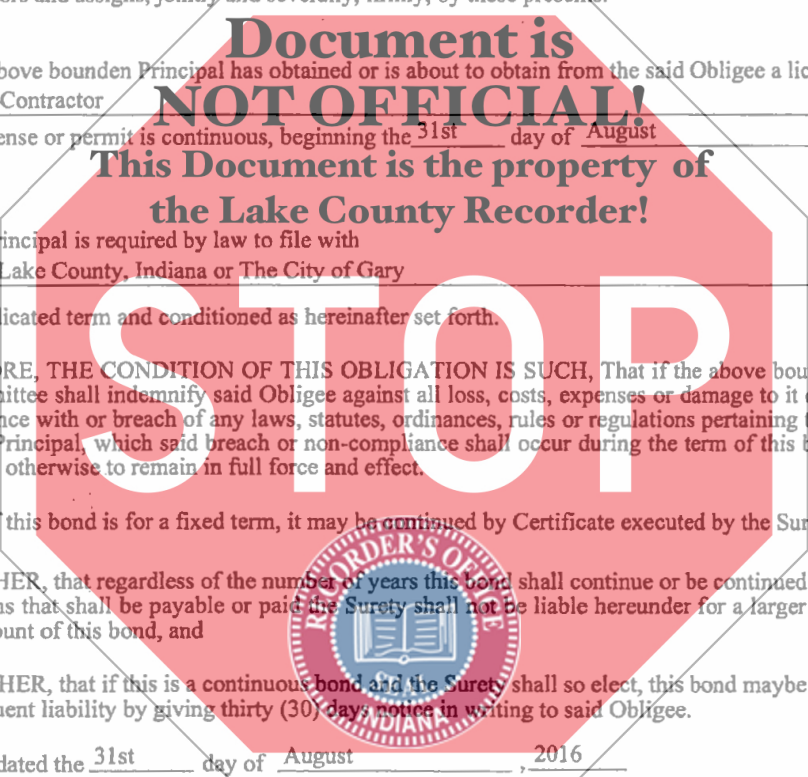 ers and assigns, jointly and severally, firmly, by these presents.
Document is
bove bounden Principal has obtained or is about to obtain from the said Obligee a lic
Contractor
NOT OFFICIAL!
ense or permit is continuous, beginning the 31st day of August
This Document is the property of
the Lake County Recorder!
rincipal is required by law to file with
Lake County, Indiana or The City of Gary
dicated term and conditioned as hereinafter set forth.
STOP
ORE, THE CONDITION OF THIS OBLIGATION IS SUCH, That if the above bou
mittee shall indemnify said Obligee against all loss, costs, expenses or damage to it
nce with or breach of any laws, statutes, ordinances, rules or regulations pertaining
Principal, which said breach or non-compliance shall occur during the term of this b
otherwise to remain in full force and effect.
this bond is for a fixed term, it may be continued by Certificate executed by the Sur
HER, that regardless of the number of years this bond shall continue or be continued
ns that shall be payable or paid the Surety shall not be liable hereunder for a larger
ount of this bond, and
RECORDER'S OFFICE
SEAL
INDIANA
HER, that if this is a continuous bond and the Surety shall so elect, this bond maybe
uent liability by giving thirty (30) days notice in writing to said Obligee.
dated the 31st day of August , 2016